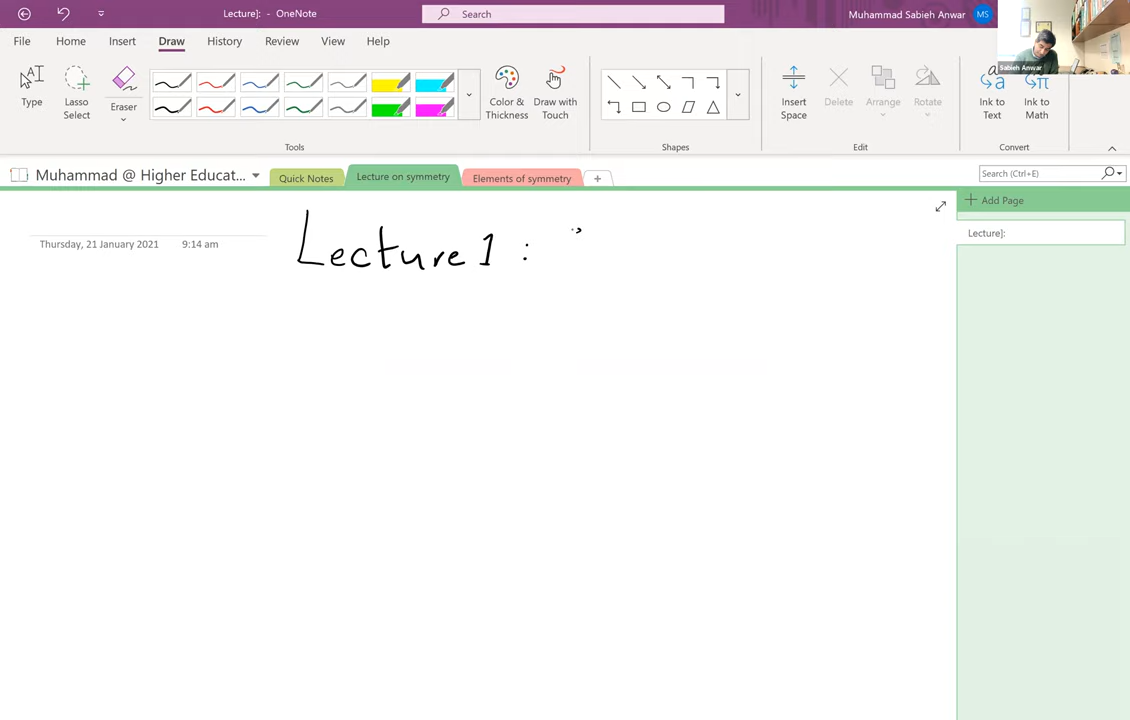 Lecture]: - OneNote
Search
Muhammad Sabieh Anwar
MS
File Home Insert Draw History Review View Help
Sabieh Anwar
Type
Lasso Select
Eraser
Color & Thickness
Draw with Touch
Insert Space
Delete
Arrange
Rotate
Ink to Text
Ink to Math
Tools
Shapes
Edit
Convert
Muhammad @ Higher Educat...
Quick Notes
Lecture on symmetry
Elements of symmetry
Search (Ctrl+E)
Add Page
Lecture]:
Thursday, 21 January 2021 9:14 am
Lecture 1 :